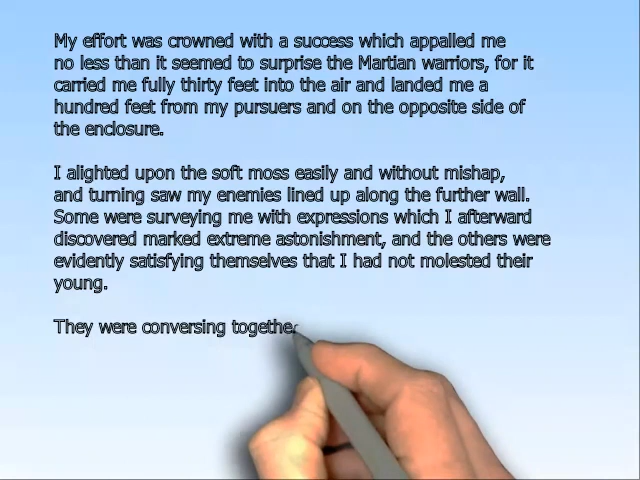 My effort was crowned with a success which appalled me
no less than it seemed to surprise the Martian warriors, for it
carried me fully thirty feet into the air and landed me a
hundred feet from my pursuers and on the opposite side of
the enclosure.
I alighted upon the soft moss easily and without mishap,
and turning saw my enemies lined up along the further wall.
Some were surveying me with expressions which I afterward
discovered marked extreme astonishment, and the others were
evidently satisfying themselves that I had not molested their
young.
They were conversing together